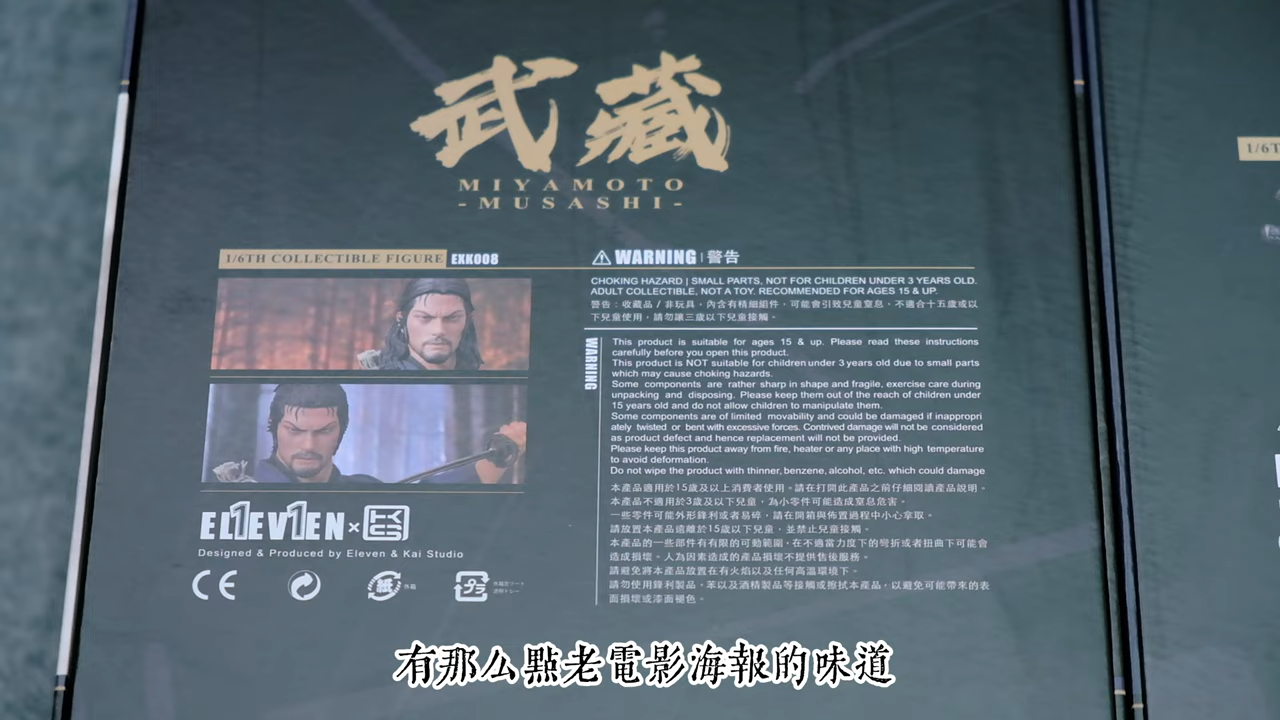 武藏
MIYAMOTO
-MUSASHI-
1/6TH COLLECTIBLE FIGURE EXK008
EL1EV1EN ×
Designed & Produced by Eleven & Kai Studio
CE
紙 外箱
プラ
WARNING | 警告
CHOKING HAZARD | SMALL PARTS, NOT FOR CHILDREN UNDER 3 YEARS OLD.
ADULT COLLECTIBLE, NOT A TOY. RECOMMENDED FOR AGES 15 & UP.
警告：收藏品 / 非玩具，內含有精細組件，可能會引致兒童窒息，不適合十五歲或以
下兒童使用，請勿讓三歲以下兒童接觸。
WARNING
This product is suitable for ages 15 & up. Please read these instructions
carefully before you open this product.
This product is NOT suitable for children under 3 years old due to small parts
which may cause choking hazards.
Some components are rather sharp in shape and fragile, exercise care during
unpacking and disposing. Please keep them out of the reach of children under
15 years old and do not allow children to manipulate them.
Some components are of limited movability and could be damaged if inappropri
ately twisted or bent with excessive forces. Contrived damage will not be considered
as product defect and hence replacement will not be provided.
Please keep this product away from fire, heater or any place with high temperature
to avoid deformation.
Do not wipe the product with thinner, benzene, alcohol, etc. which could damage
本產品適用於15歲及以上消費者使用。請在打開此產品之前仔細閱讀產品說明。
本產品不適用於3歲及以下兒童，為小零件可能造成窒息危害。
一些零件可能外形鋒利或者易碎，請在開箱與佈置過程中小心拿取。
請放置本產品遠離於15歲以下兒童，並禁止兒童接觸。
本產品的一些部件有有限的可動範圍，在不適當力度下的彎折或者扭曲下可能會
造成損壞。人為因素造成的產品損壞不提供售後服務。
請避免將本產品放置在有火焰以及任何高溫環境下。
請勿使用鋒利製品，苯以及酒精製品等接觸或擦拭本產品，以避免可能帶來的表
面損壞或漆面褪色。
1/6T
有那么點老電影海報的味道